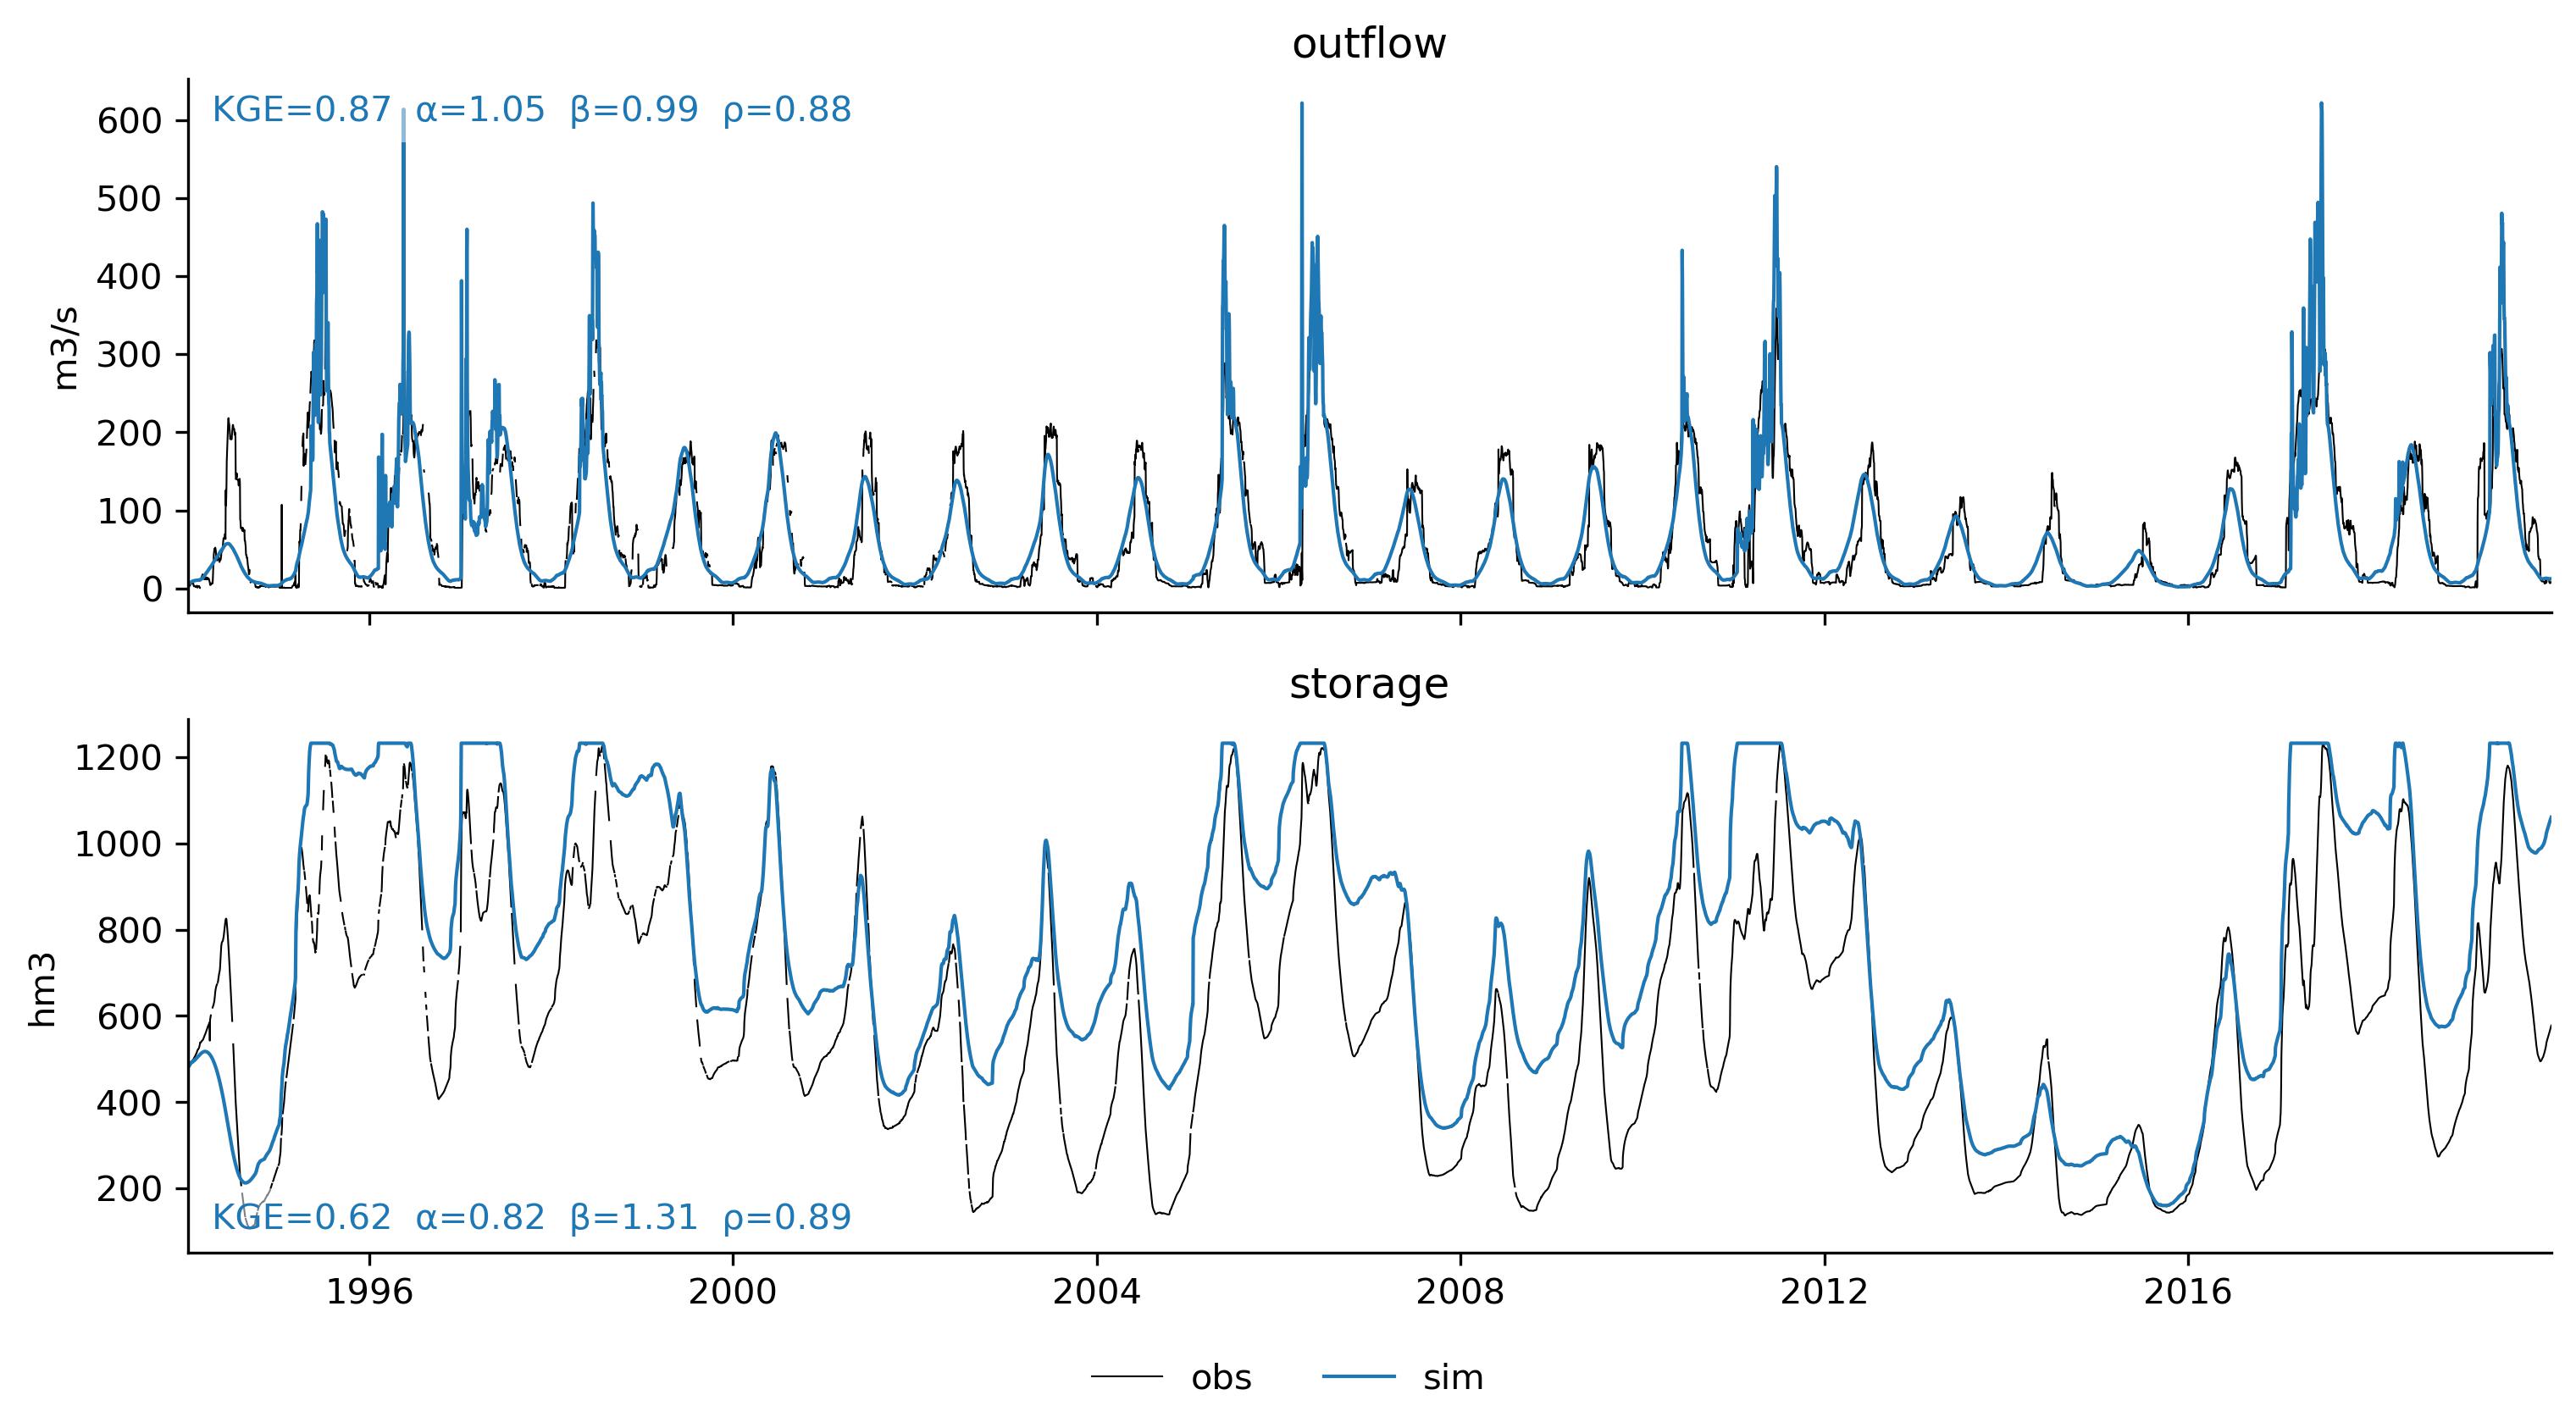 outflow
KGE=0.87 α=1.05 β=0.99 ρ=0.88
m3/s
600
500
400
300
200
100
0
storage
hm3
1200
1000
800
600
400
200
KGE=0.62 α=0.82 β=1.31 ρ=0.89
1996 2000 2004 2008 2012 2016
obs sim